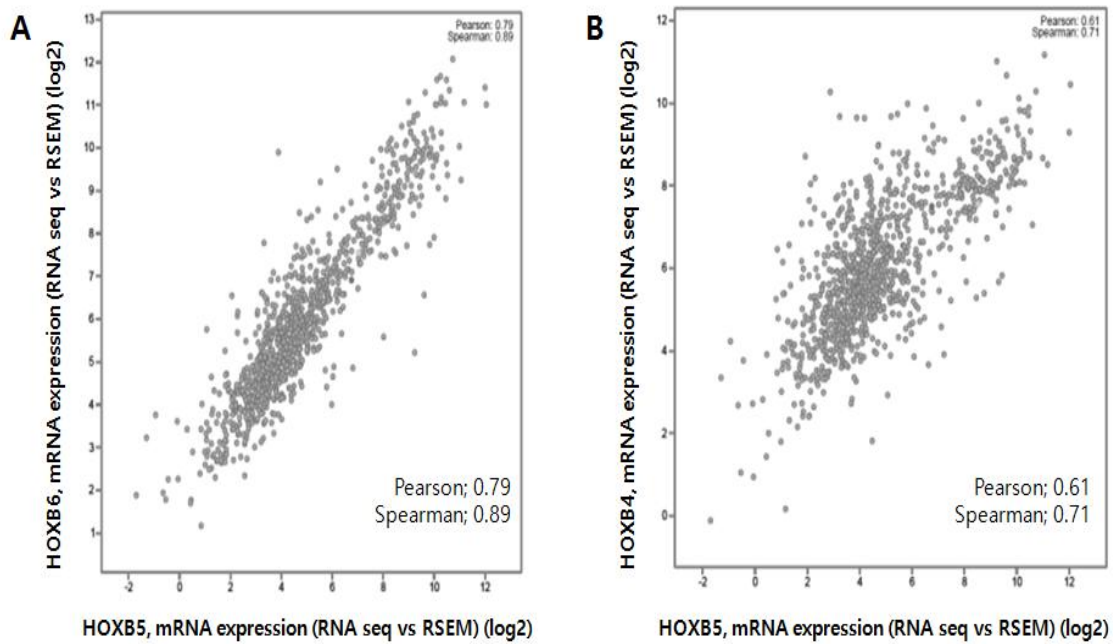 A
HOXB6, mRNA expression (RNA seq vs RSEM) (log2)
13
12
11
10
9
8
7
6
5
4
3
2
1
Pearson: 0.79
Spearman: 0.89
Pearson; 0.79
Spearman; 0.89
-2 0 2 4 6 8 10 12
HOXB5, mRNA expression (RNA seq vs RSEM) (log2)
B
HOXB4, mRNA expression (RNA seq vs RSEM) (log2)
12
10
8
6
4
2
0
Pearson: 0.61
Spearman: 0.71
Pearson; 0.61
Spearman; 0.71
-2 0 2 4 6 8 10 12
HOXB5, mRNA expression (RNA seq vs RSEM) (log2)